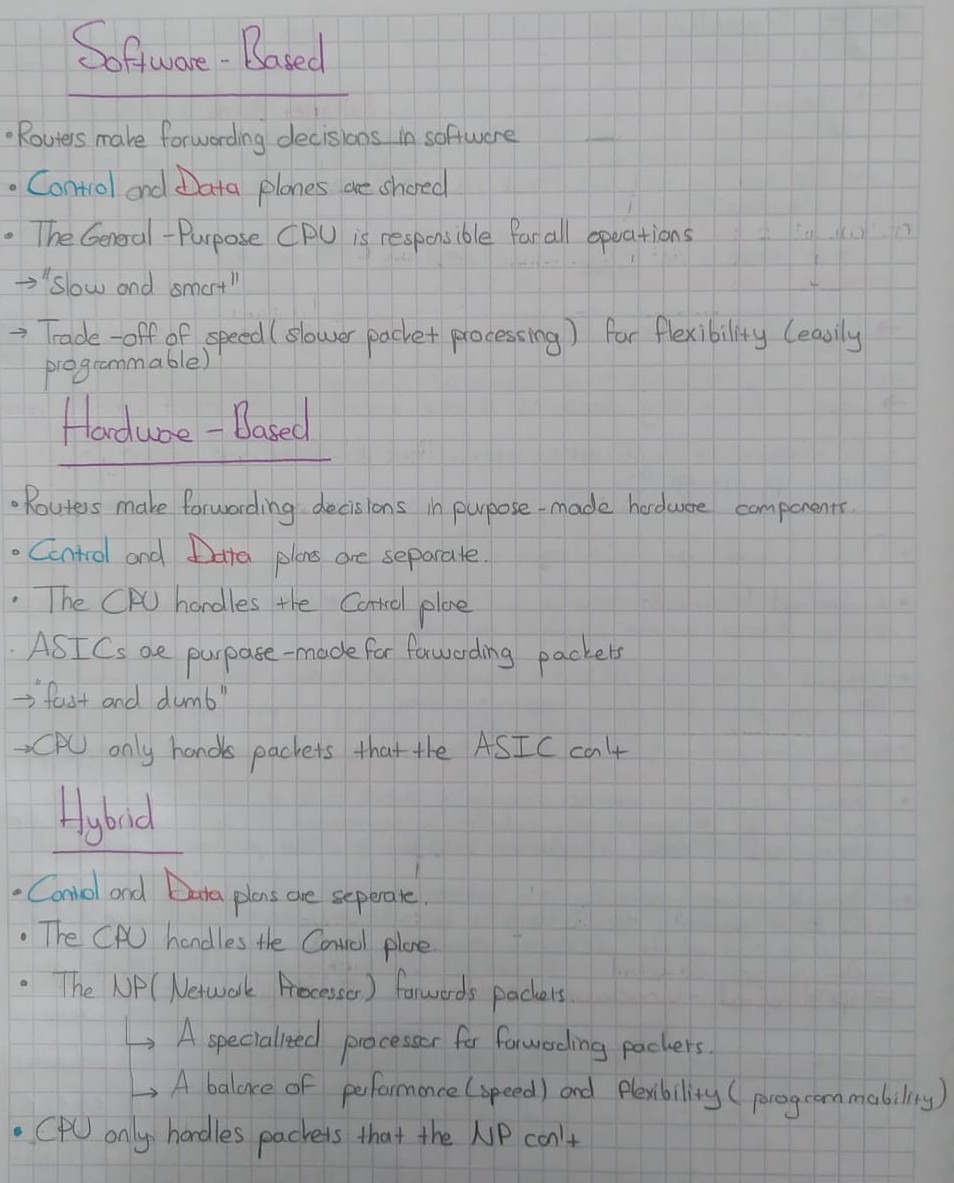 Software - Based
• Routers make forwarding decisions in software
• Control and Data planes are shared
• The General-Purpose CPU is responsible for all operations
→ "Slow and smart"
→ Trade-off of speed (slower packet processing) for flexibility (easily
programmable)
Hardware - Based
• Routers make forwarding decisions in purpose-made hardware components.
• Control and Data planes are separate.
• The CPU handles the Control plane
• ASICs are purpose-made for forwarding packets
→ "fast and dumb"
→ CPU only handles packets that the ASIC can't
Hybrid
• Control and Data planes are seperate.
• The CPU handles the Control plane
• The NP (Network Processor) forwards packets.
↳ A specialized processor for forwarding packets.
↳ A balance of performance (speed) and flexibility (programmability)
• CPU only handles packets that the NP can't